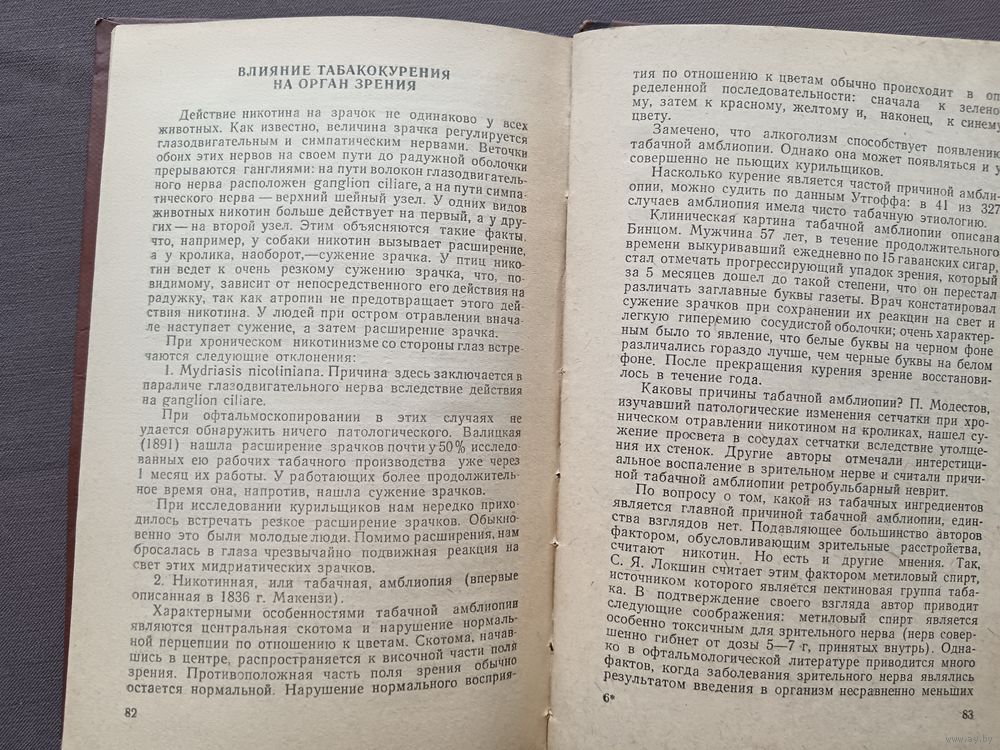 ВЛИЯНИЕ ТАБАКОКУРЕНИЯ
НА ОРГАН ЗРЕНИЯ
Действие никотина на зрачок не одинаково у всех
животных. Как известно, величина зрачка регулируется
глазодвигательным и симпатическим нервами. Веточки
обоих этих нервов на своем пути до радужной оболочки
прерываются ганглиями: на пути волокон глазодвигатель-
ного нерва расположен ganglion ciliare, а на пути симпа-
тического нерва — верхний шейный узел. У одних видов
животных никотин больше действует на первый, а у дру-
гих — на второй узел. Этим объясняются такие факты,
что, например, у собаки никотин вызывает расширение,
а у кролика, наоборот,—сужение зрачка. У птиц нико-
тин ведет к очень резкому сужению зрачка, что, по-
видимому, зависит от непосредственного его действия на
радужку, так как атропин не предотвращает этого дей-
ствия никотина. У людей при остром отравлении внача-
ле наступает сужение, а затем расширение зрачка.
При хроническом никотинизме со стороны глаз встре-
чаются следующие отклонения:
1. Mydriasis nicotiniana. Причина здесь заключается в
параличе глазодвигательного нерва вследствие действия
на ganglion ciliare.
При офтальмоскопировании в этих случаях не
удается обнаружить ничего патологического. Валицкая
(1891) нашла расширение зрачков почти у 50% исследо-
ванных ею рабочих табачного производства уже через
1 месяц их работы. У работающих более продолжитель-
ное время она, напротив, нашла сужение зрачков.
При исследовании курильщиков нам нередко прихо-
дилось встречать резкое расширение зрачков. Обыкно-
венно это были молодые люди. Помимо расширения, нам
бросалась в глаза чрезвычайно подвижная реакция на
свет этих мидриатических зрачков.
2. Никотинная, или табачная, амблиопия (впервые
описанная в 1836 г. Макензи).
Характерными особенностями табачной амблиопии
являются центральная скотома и нарушение нормаль-
ной перцепции по отношению к цветам. Скотома, начав-
шись в центре, распространяется к височной части поля
зрения. Противоположная часть поля зрения обычно
остается нормальной. Нарушение нормального восприя-
82
тия по отношению к цветам обычно происходит в оп
ределенной последовательности: сначала к зелено
му, затем к красному, желтому и, наконец, к синему
цвету.
Замечено, что алкоголизм способствует появлению
табачной амблиопии. Однако она может появляться и у
совершенно не пьющих курильщиков.
Насколько курение является частой причиной амбли-
опии, можно судить по данным Утгоффа: в 41 из 327
случаев амблиопия имела чисто табачную этиологию.
Клиническая картина табачной амблиопии описана
Бинцом. Мужчина 57 лет, в течение продолжительного
времени выкуривавший ежедневно по 15 гаванских сигар,
стал отмечать прогрессирующий упадок зрения, который
за 5 месяцев дошел до такой степени, что он перестал
различать заглавные буквы газеты. Врач констатировал
сужение зрачков при сохранении их реакции на свет и
легкую гиперемию сосудистой оболочки; очень характер-
ным было то явление, что белые буквы на черном фоне
различались гораздо лучше, чем черные буквы на белом
фоне. После прекращения курения зрение восстанови-
лось в течение года.
Каковы причины табачной амблиопии? П. Модестов,
изучавший патологические изменения сетчатки при хро-
ническом отравлении никотином на кроликах, нашел су-
жение просвета в сосудах сетчатки вследствие утолще-
ния их стенок. Другие авторы отмечали интерстици-
альное воспаление в зрительном нерве и считали причи-
ной табачной амблиопии ретробульбарный неврит.
По вопросу о том, какой из табачных ингредиентов
является главной причиной табачной амблиопии, един-
ства взглядов нет. Подавляющее большинство авторов
фактором, обусловливающим зрительные расстройства,
считают никотин. Но есть и другие мнения. Так,
С. Я. Локшин считает этим фактором метиловый спирт,
источником которого является пектиновая группа таба-
ка. В подтверждение своего взгляда автор приводит
следующие соображения: метиловый спирт является
особенно токсичным для зрительного нерва (нерв совер-
шенно гибнет от дозы 5—7 г, принятых внутрь). Одна-
ко в офтальмологической литературе приводится много
фактов, когда заболевания зрительного нерва являлись
результатом введения в организм несравненно меньших
6*
83
www.ay.by